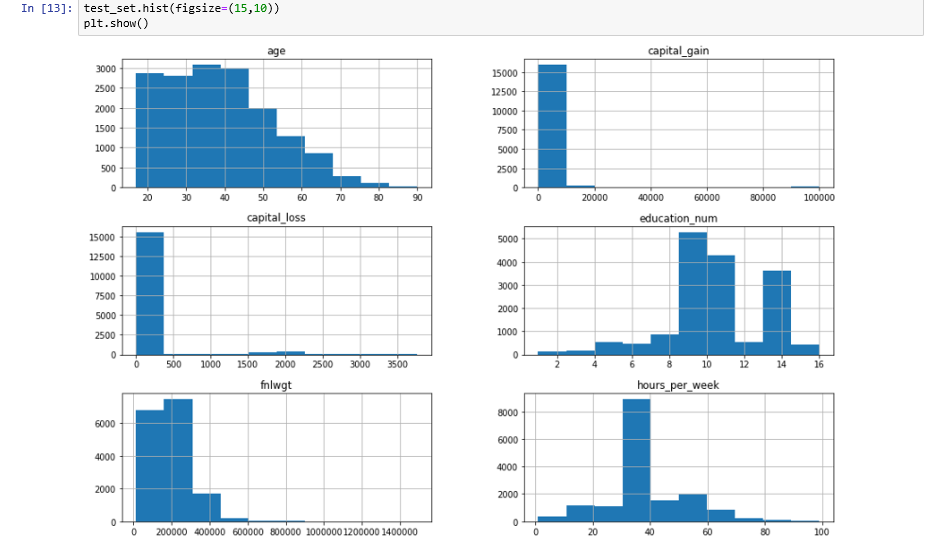 In [13]: test_set.hist(figsize=(15,10))
plt.show()
age
3000
2500
2000
1500
1000
500
0
20 30 40 50 60 70 80 90
capital_gain
15000
12500
10000
7500
5000
2500
0
0 20000 40000 60000 80000 100000
capital_loss
15000
12500
10000
7500
5000
2500
0
0 500 1000 1500 2000 2500 3000 3500
education_num
5000
4000
3000
2000
1000
0
2 4 6 8 10 12 14 16
fnlwgt
6000
4000
2000
0
0 200000 400000 600000 800000 1000000 1200000 1400000
hours_per_week
8000
6000
4000
2000
0
0 20 40 60 80 100